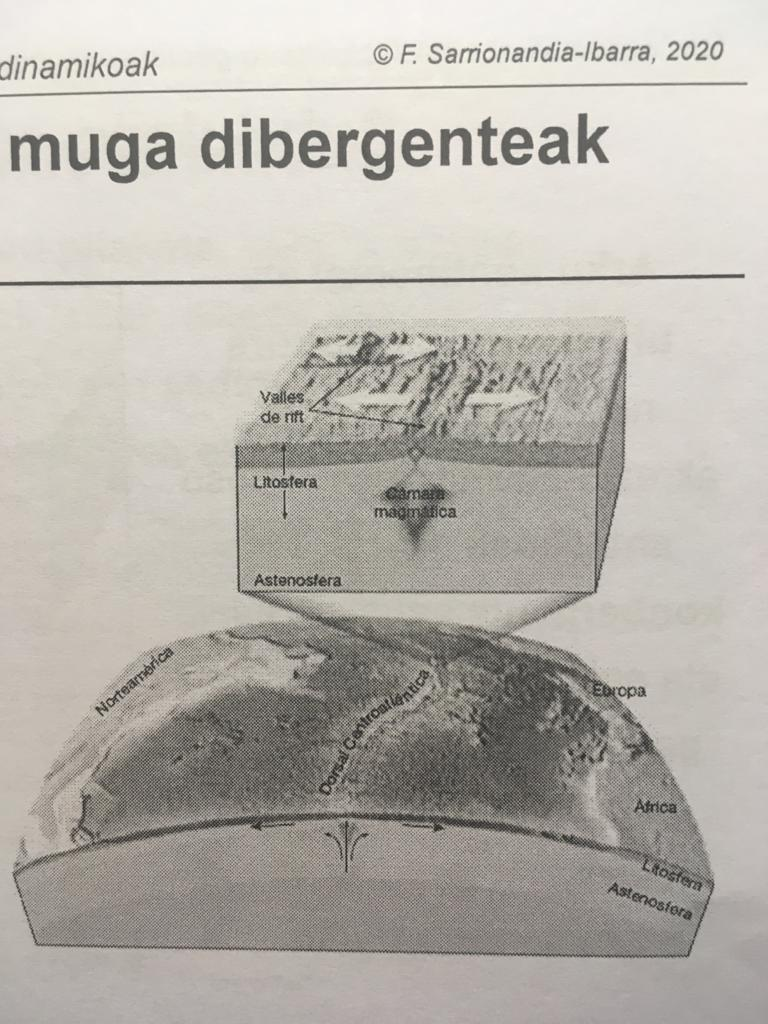 dinamikoak
© F. Sarrionandia-Ibarra, 2020
muga dibergenteak
Valles
de rift
Litosfera
Cámara
magmática
Astenosfera
Norteamérica
Dorsal Centroatlántica
Europa
África
Litosfera
Astenosfera